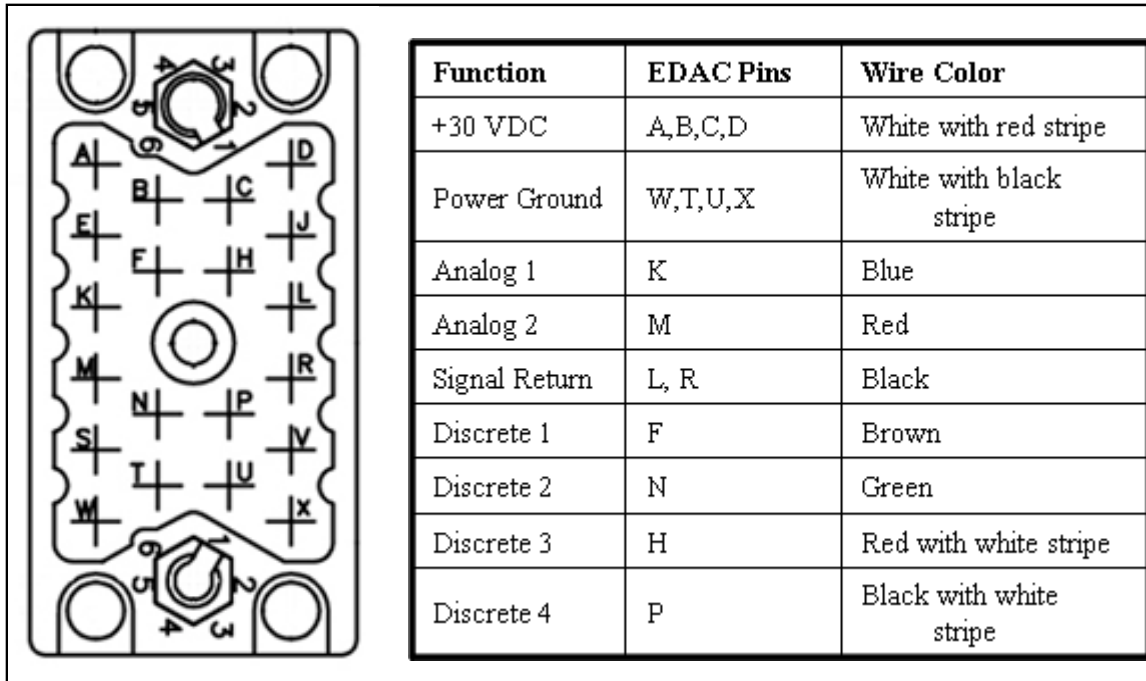 4 3
5 2
6 1
A D
B C
E J
F H
K L
M R
N P
S V
T U
W X
6 1
5 2
4 3
Function EDAC Pins Wire Color
+30 VDC A,B,C,D White with red stripe
Power Ground W,T,U,X White with black
stripe
Analog 1 K Blue
Analog 2 M Red
Signal Return L, R Black
Discrete 1 F Brown
Discrete 2 N Green
Discrete 3 H Red with white stripe
Discrete 4 P Black with white
stripe